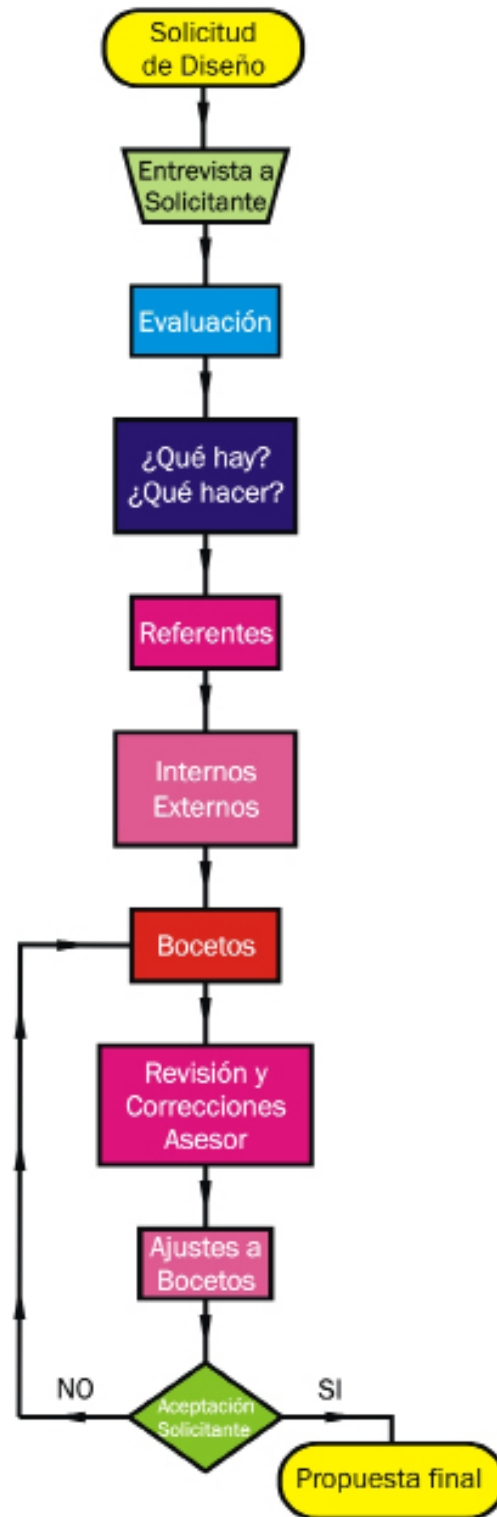 Solicitud
de Diseño
Entrevista a
Solicitante
Evaluación
¿Qué hay?
¿Qué hacer?
Referentes
Internos
Externos
Bocetos
Revisión y
Correcciones
Asesor
Ajustes a
Bocetos
NO
Aceptación
Solicitante
SI
Propuesta final